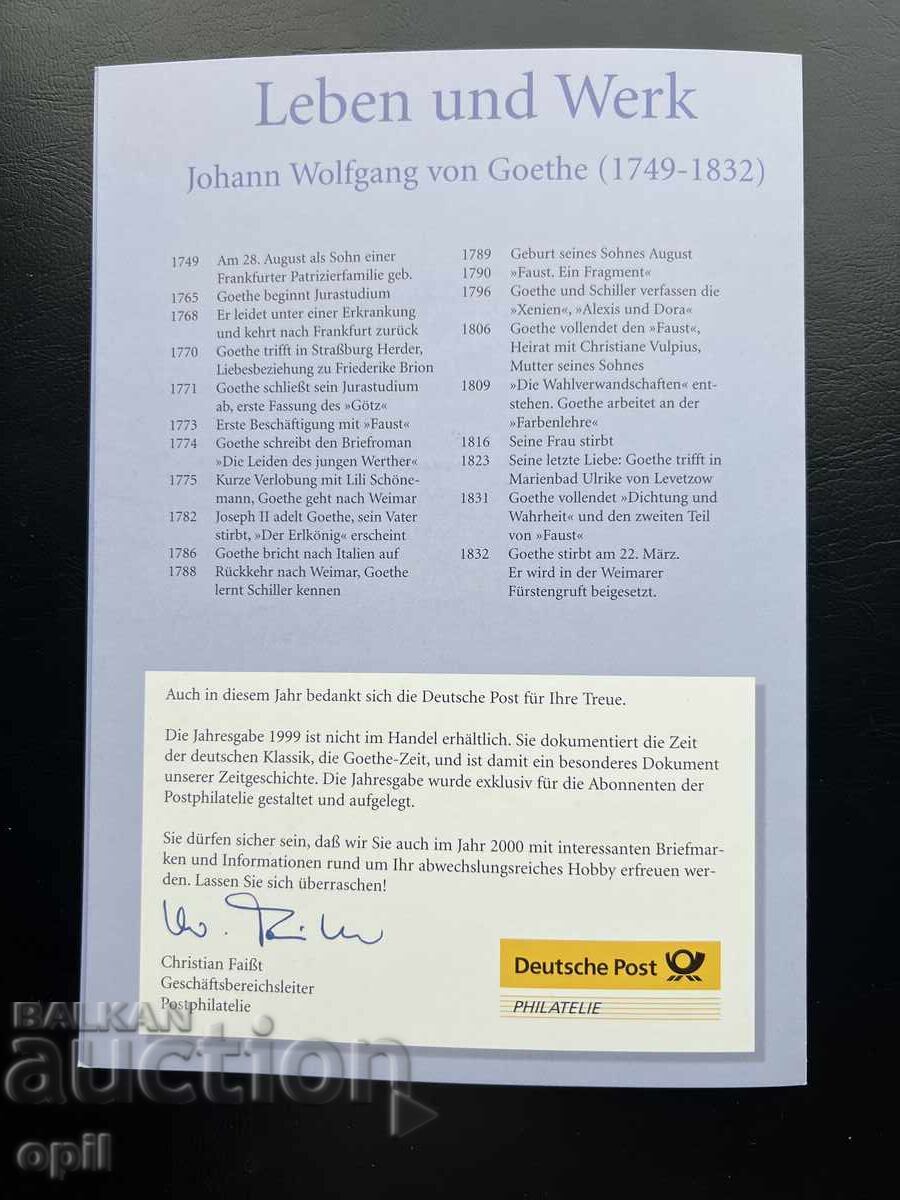 Leben und Werk
Johann Wolfgang von Goethe (1749-1832)
1749 Am 28. August als Sohn einer
Frankfurter Patrizierfamilie geb.
1765 Goethe beginnt Jurastudium
1768 Er leidet unter einer Erkrankung
und kehrt nach Frankfurt zurück
1770 Goethe trifft in Straßburg Herder,
Liebesbeziehung zu Friederike Brion
1771 Goethe schließt sein Jurastudium
ab, erste Fassung des »Götz«
1773 Erste Beschäftigung mit »Faust«
1774 Goethe schreibt den Briefroman
»Die Leiden des jungen Werther«
1775 Kurze Verlobung mit Lili Schöne-
mann, Goethe geht nach Weimar
1782 Joseph II adelt Goethe, sein Vater
stirbt, »Der Erlkönig« erscheint
1786 Goethe bricht nach Italien auf
1788 Rückkehr nach Weimar, Goethe
lernt Schiller kennen
1789 Geburt seines Sohnes August
1790 »Faust. Ein Fragment«
1796 Goethe und Schiller verfassen die
»Xenien«, »Alexis und Dora«
1806 Goethe vollendet den »Faust«,
Heirat mit Christiane Vulpius,
Mutter seines Sohnes
1809 »Die Wahlverwandschaften« ent-
stehen. Goethe arbeitet an der
»Farbenlehre«
1816 Seine Frau stirbt
1823 Seine letzte Liebe: Goethe trifft in
Marienbad Ulrike von Levetzow
1831 Goethe vollendet »Dichtung und
Wahrheit« und den zweiten Teil
von »Faust«
1832 Goethe stirbt am 22. März.
Er wird in der Weimarer
Fürstengruft beigesetzt.
Auch in diesem Jahr bedankt sich die Deutsche Post für Ihre Treue.
Die Jahresgabe 1999 ist nicht im Handel erhältlich. Sie dokumentiert die Zeit
der deutschen Klassik, die Goethe-Zeit, und ist damit ein besonderes Dokument
unserer Zeitgeschichte. Die Jahresgabe wurde exklusiv für die Abonnenten der
Postphilatelie gestaltet und aufgelegt.
Sie dürfen sicher sein, daß wir Sie auch im Jahr 2000 mit interessanten Briefmar-
ken und Informationen rund um Ihr abwechslungsreiches Hobby erfreuen wer-
den. Lassen Sie sich überraschen!
Christian Faißt
Geschäftsbereichsleiter
Postphilatelie
Deutsche Post
PHILATELIE
BALKAN
auction
opil